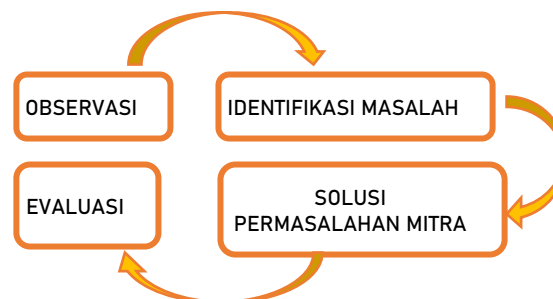 OBSERVASI
IDENTIFIKASI MASALAH
EVALUASI
SOLUSI
PERMASALAHAN MITRA